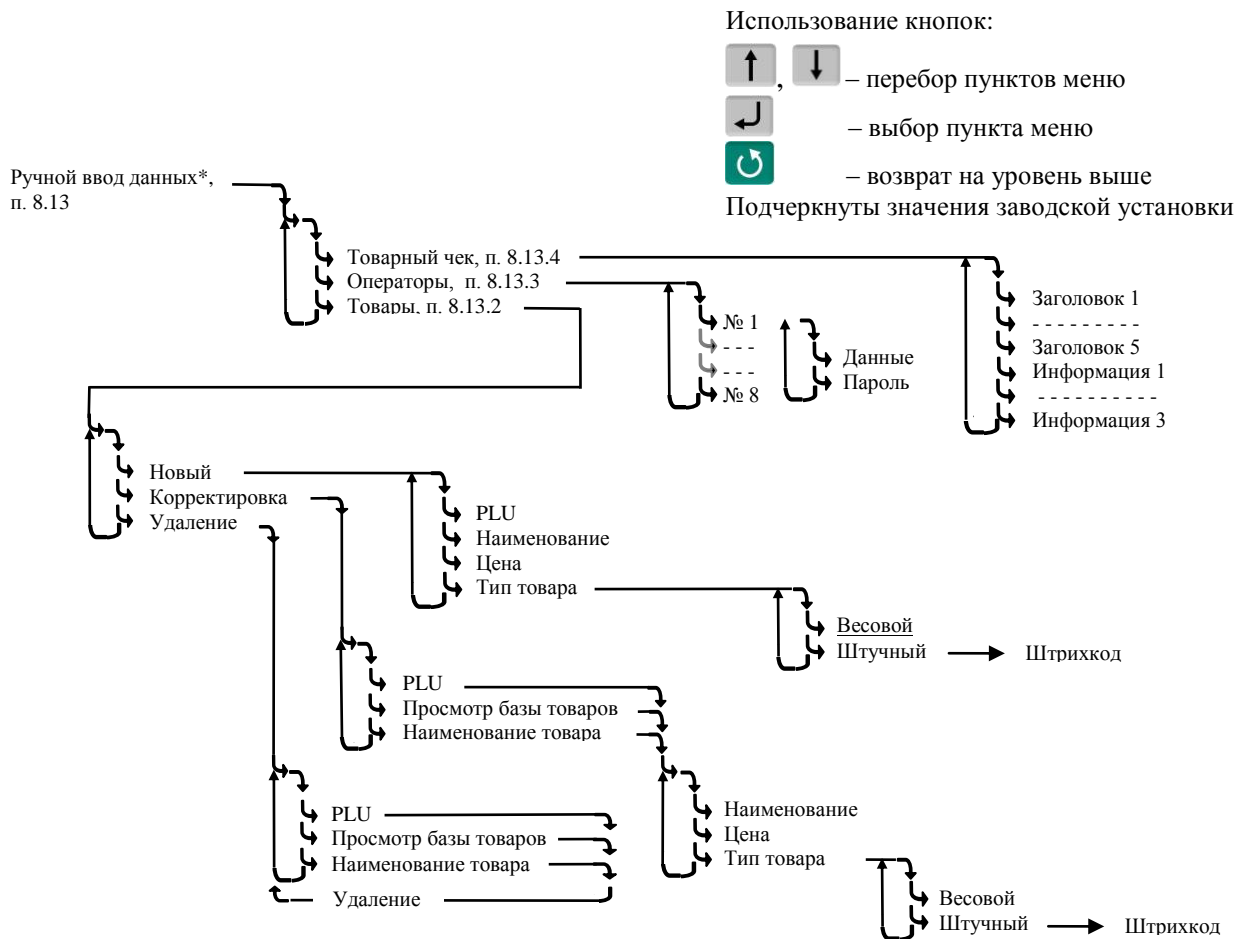 Использование кнопок:
, – перебор пунктов меню
– выбор пункта меню
– возврат на уровень выше
Подчеркнуты значения заводской установки
Ручной ввод данных*,
п. 8.13
Товарный чек, п. 8.13.4
Операторы, п. 8.13.3
Товары, п. 8.13.2
№ 1
- - -
- - -
№ 8
Данные
Пароль
Заголовок 1
- - - - - - - - -
Заголовок 5
Информация 1
- - - - - - - - - -
Информация 3
Новый
Корректировка
Удаление
PLU
Наименование
Цена
Тип товара
Весовой
Штучный
Штрихкод
PLU
Просмотр базы товаров
Наименование товара
Наименование
Цена
Тип товара
PLU
Просмотр базы товаров
Наименование товара
Удаление
Весовой
Штучный
Штрихкод